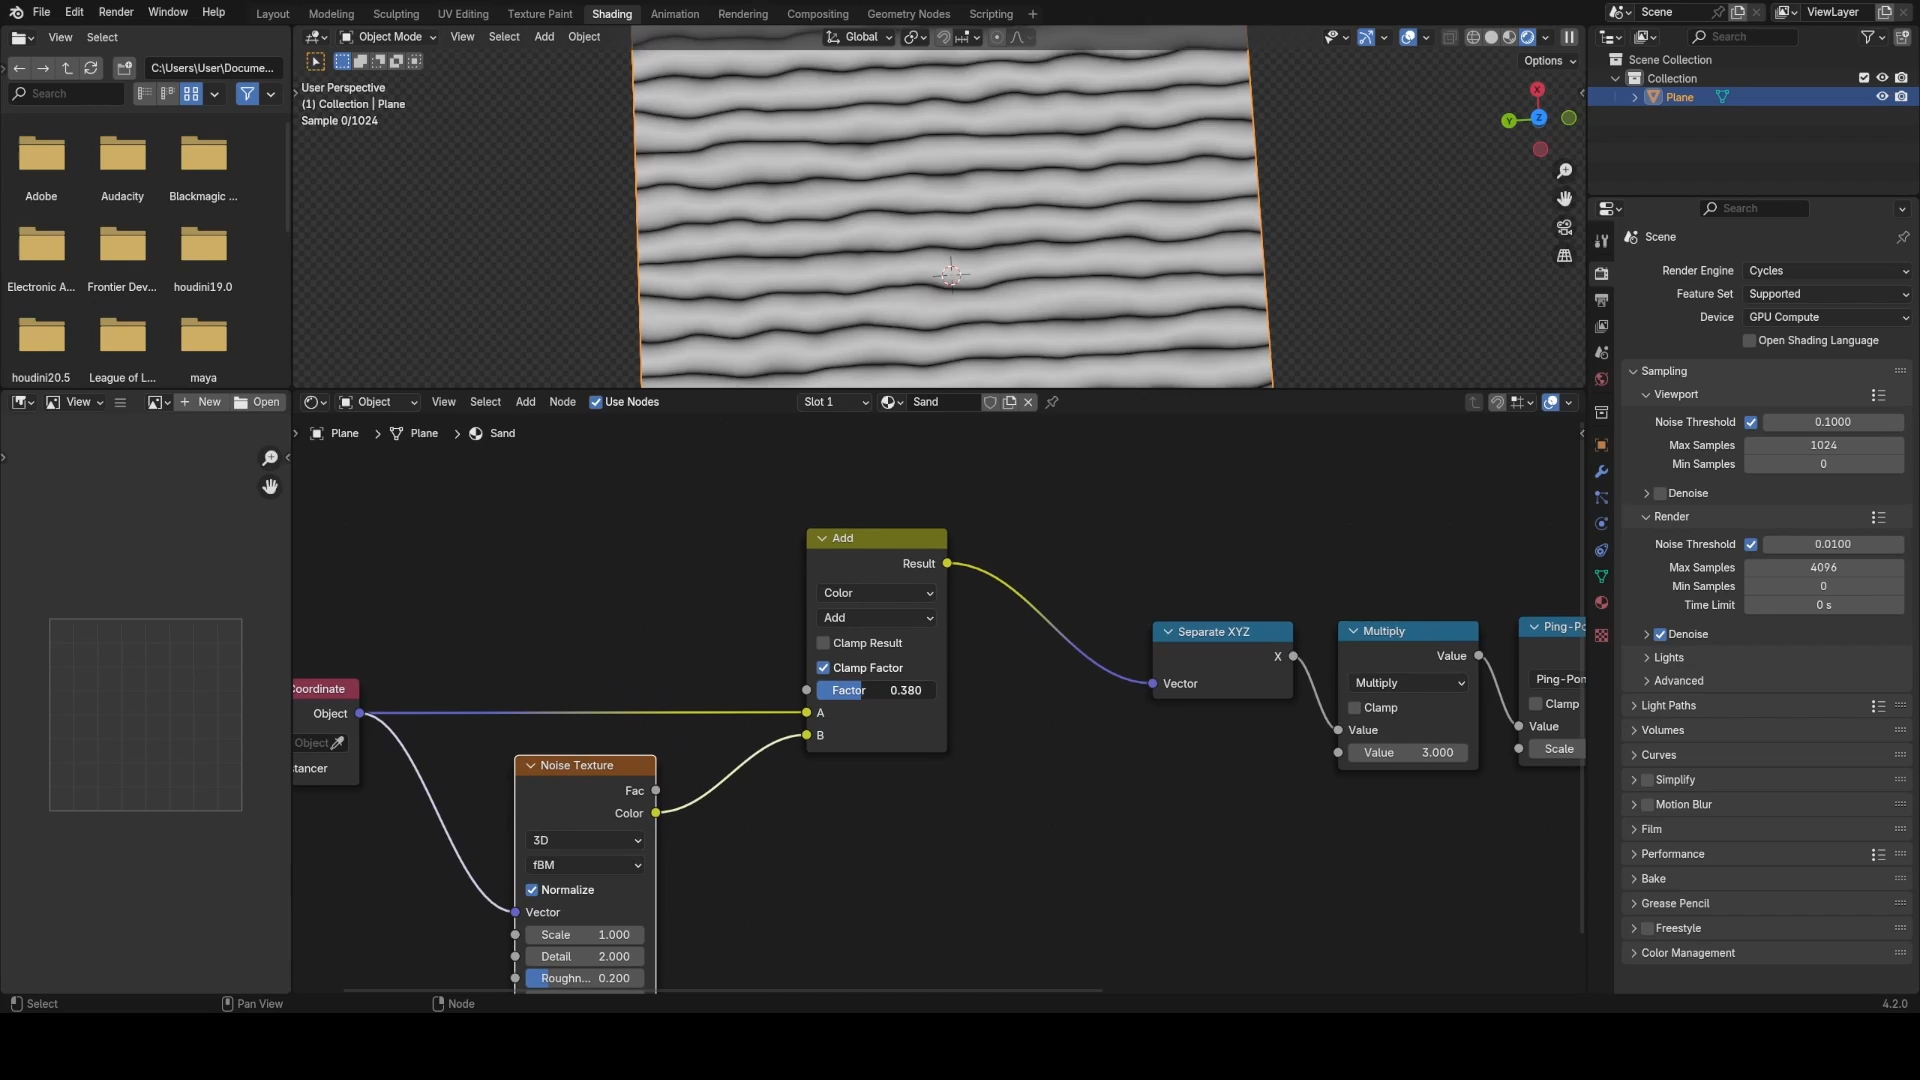 File Edit Render Window Help
Layout Modeling Sculpting UV Editing Texture Paint Shading Animation Rendering Compositing Geometry Nodes Scripting +
Scene
ViewLayer
View Select
C:\Users\User\Docume...
Search
Adobe
Audacity
Blackmagic ...
Electronic A...
Frontier Dev...
houdini19.0
houdini20.5
League of L...
maya
Object Mode
View Select Add Object
Global
Options
User Perspective
(1) Collection | Plane
Sample 0/1024
X
Y
Z
Search
Scene Collection
Collection
Plane
Search
Scene
Render Engine Cycles
Feature Set Supported
Device GPU Compute
Open Shading Language
Sampling
Viewport
Noise Threshold 0.1000
Max Samples 1024
Min Samples 0
Denoise
Render
Noise Threshold 0.0100
Max Samples 4096
Min Samples 0
Time Limit 0 s
Denoise
Lights
Advanced
Light Paths
Volumes
Curves
Simplify
Motion Blur
Film
Performance
Bake
Grease Pencil
Freestyle
Color Management
View
New
Open
Object
View Select Add Node Use Nodes
Slot 1
Sand
Plane > Plane > Sand
Coordinate
Object
Object
stancer
Noise Texture
Fac
Color
3D
fBM
Normalize
Vector
Scale 1.000
Detail 2.000
Roughn... 0.200
Add
Result
Color
Add
Clamp Result
Clamp Factor
Factor 0.380
A
B
Separate XYZ
X
Vector
Multiply
Value
Multiply
Clamp
Value
Value 3.000
Ping-Po
Ping-Pon
Clamp
Value
Scale
Select
Pan View
Node
4.2.0